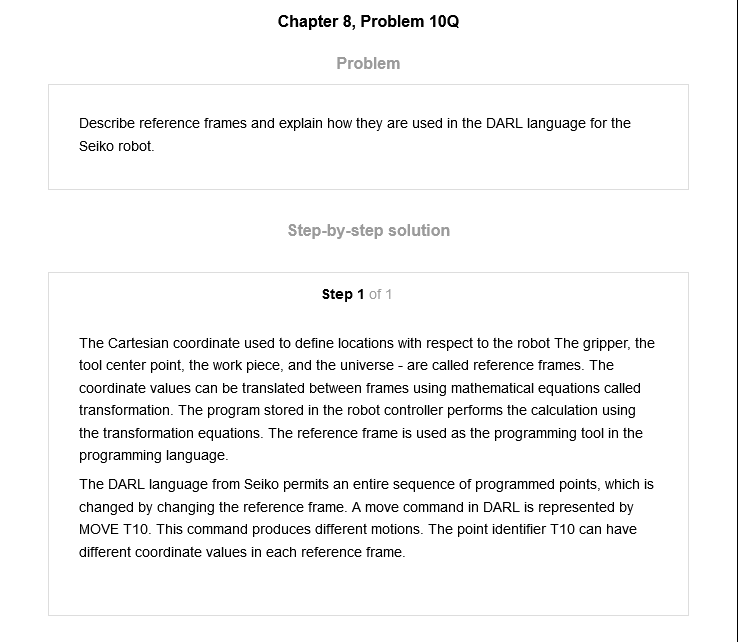 Chapter 8, Problem 10Q
Problem
Describe reference frames and explain how they are used in the DARL language for the
Seiko robot.
Step-by-step solution
Step 1 of 1
The Cartesian coordinate used to define locations with respect to the robot The gripper, the
tool center point, the work piece, and the universe - are called reference frames. The
coordinate values can be translated between frames using mathematical equations called
transformation. The program stored in the robot controller performs the calculation using
the transformation equations. The reference frame is used as the programming tool in the
programming language.
The DARL language from Seiko permits an entire sequence of programmed points, which is
changed by changing the reference frame. A move command in DARL is represented by
MOVE T10. This command produces different motions. The point identifier T10 can have
different coordinate values in each reference frame.